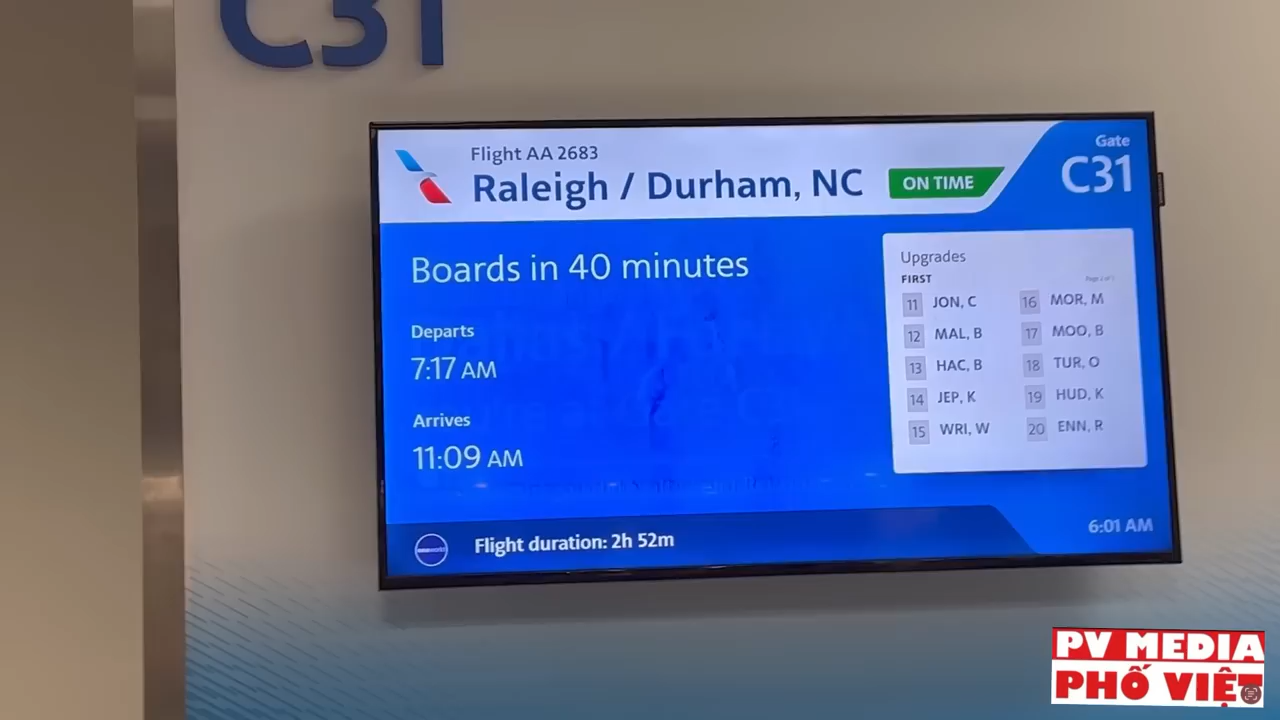 C31
Flight AA 2683
Raleigh / Durham, NC
ON TIME
Gate
C31
Boards in 40 minutes
Departs
7:17 AM
Arrives
11:09 AM
Upgrades
FIRST
11 JON, C
16 MOR, M
12 MAL, B
17 MOO, B
13 HAC, B
18 TUR, O
14 JEP, K
19 HUD, K
15 WRI, W
20 ENN, R
Flight duration: 2h 52m
6:01 AM
PV MEDIA
PHỐ VIỆT